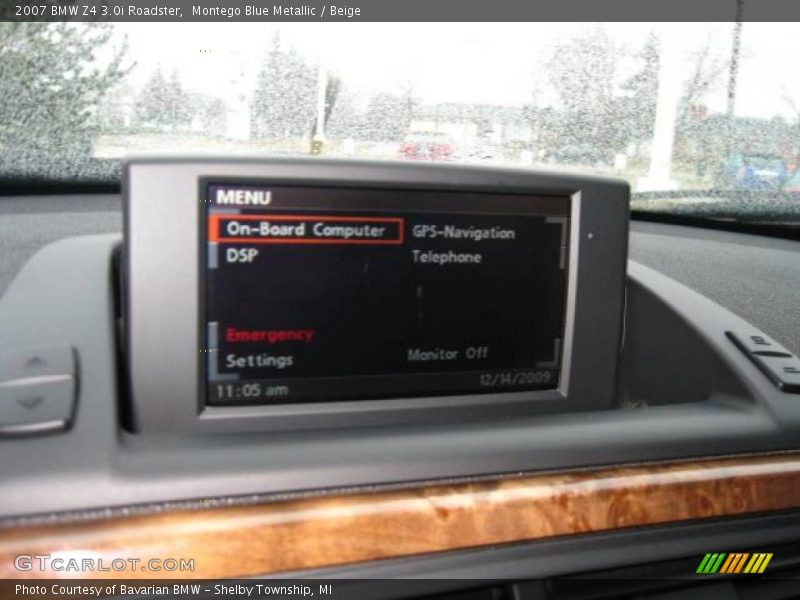 2007 BMW Z4 3.0i Roadster,  Montego Blue Metallic / Beige
MENU
On-Board Computer
GPS-Navigation
DSP
Telephone
Emergency
Settings
Monitor Off
11:05 am
12/14/2009
GTCARLOT.COM
Photo Courtesy of Bavarian BMW - Shelby Township, MI